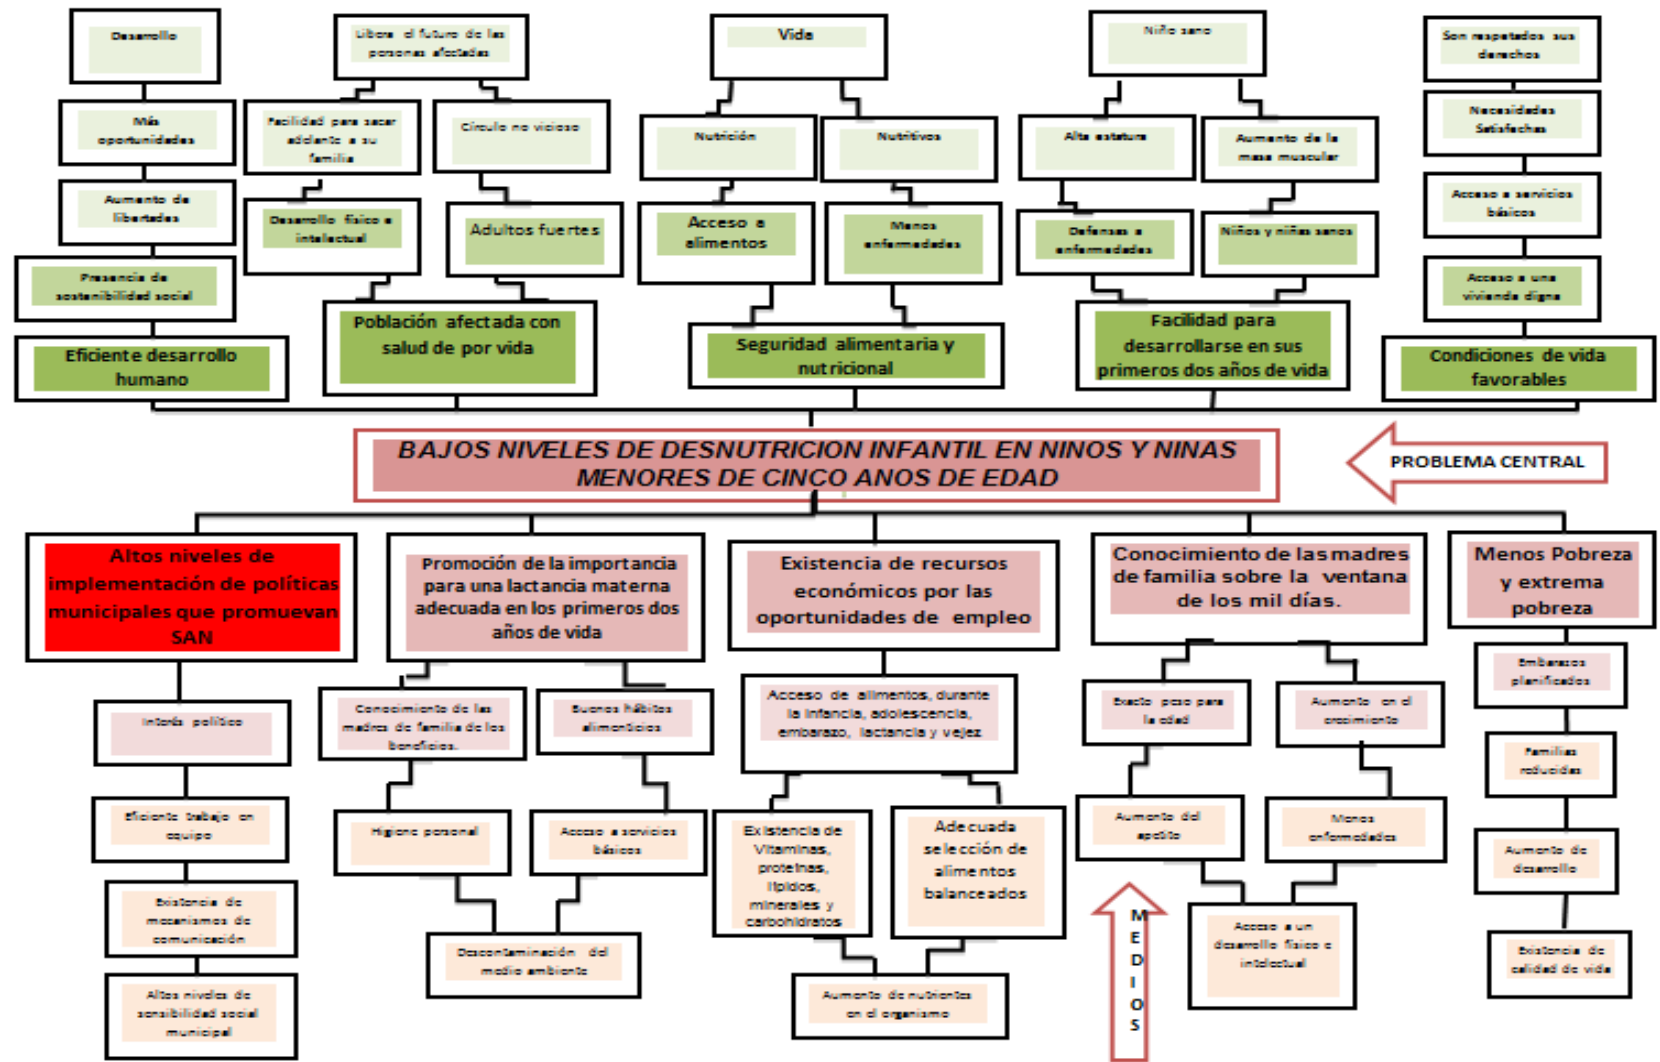 Desarrollo
Libera el futuro de las
personas afectadas
Vida
Niño sano
Son respetados sus
derechos
Más
oportunidades
Facilidad para sacar
adelante a su
familia
Círculo no vicioso
Nutrición
Nutritivos
Alta estatura
Aumento de la
masa muscular
Necesidades
Satisfechas
Aumento de
libertades
Desarrollo físico e
intelectual
Adultos fuertes
Acceso a
alimentos
Menos
enfermedades
Defensas a
enfermedades
Niños y niñas sanos
Acceso a servicios
básicos
Presencia de
sostenibilidad social
Acceso a una
vivienda digna
Eficiente desarrollo
humano
Población afectada con
salud de por vida
Seguridad alimentaria y
nutricional
Facilidad para
desarrollarse en sus
primeros dos años de vida
Condiciones de vida
favorables
BAJOS NIVELES DE DESNUTRICION INFANTIL EN NINOS Y NINAS
MENORES DE CINCO ANOS DE EDAD
PROBLEMA CENTRAL
Altos niveles de
implementación de políticas
municipales que promuevan
SAN
Promoción de la importancia
para una lactancia materna
adecuada en los primeros dos
años de vida
Existencia de recursos
económicos por las
oportunidades de empleo
Conocimiento de las madres
de familia sobre la ventana
de los mil días.
Menos Pobreza
y extrema
pobreza
Interés político
Conocimiento de las
madres de familia de los
beneficios.
Buenos hábitos
alimenticios
Acceso de alimentos, durante
la infancia, adolescencia,
embarazo, lactancia y vejez
Exacto peso para
la edad
Aumento en el
crecimiento
Embarazos
planificados
Familias
reducidas
Eficiente trabajo en
equipo
Higiene personal
Acceso a servicios
básicos
Existencia de
Vitaminas,
proteínas,
lípidos,
minerales y
carbohidratos
Adecuada
selección de
alimentos
balanceados
Aumento del
apetito
Menos
enfermedades
Aumento de
desarrollo
Existencia de
mecanismos de
comunicación
Descontaminación del
medio ambiente
MEDIOS
Acceso a un
desarrollo físico e
intelectual
Existencia de
calidad de vida
Altos niveles de
sensibilidad social
municipal
Aumento de nutrientes
en el organismo